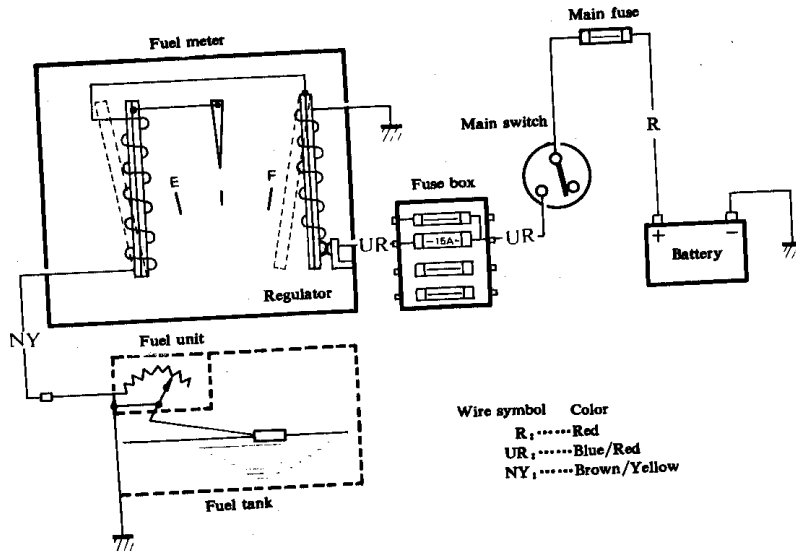 Main fuse
Fuel meter
Main switch
R
E
F
Fuse box
UR
-15A-
UR
+
-
Battery
Regulator
NY
Fuel unit
Wire symbol Color
R: ······Red
UR: ······Blue/Red
NY: ······Brown/Yellow
Fuel tank